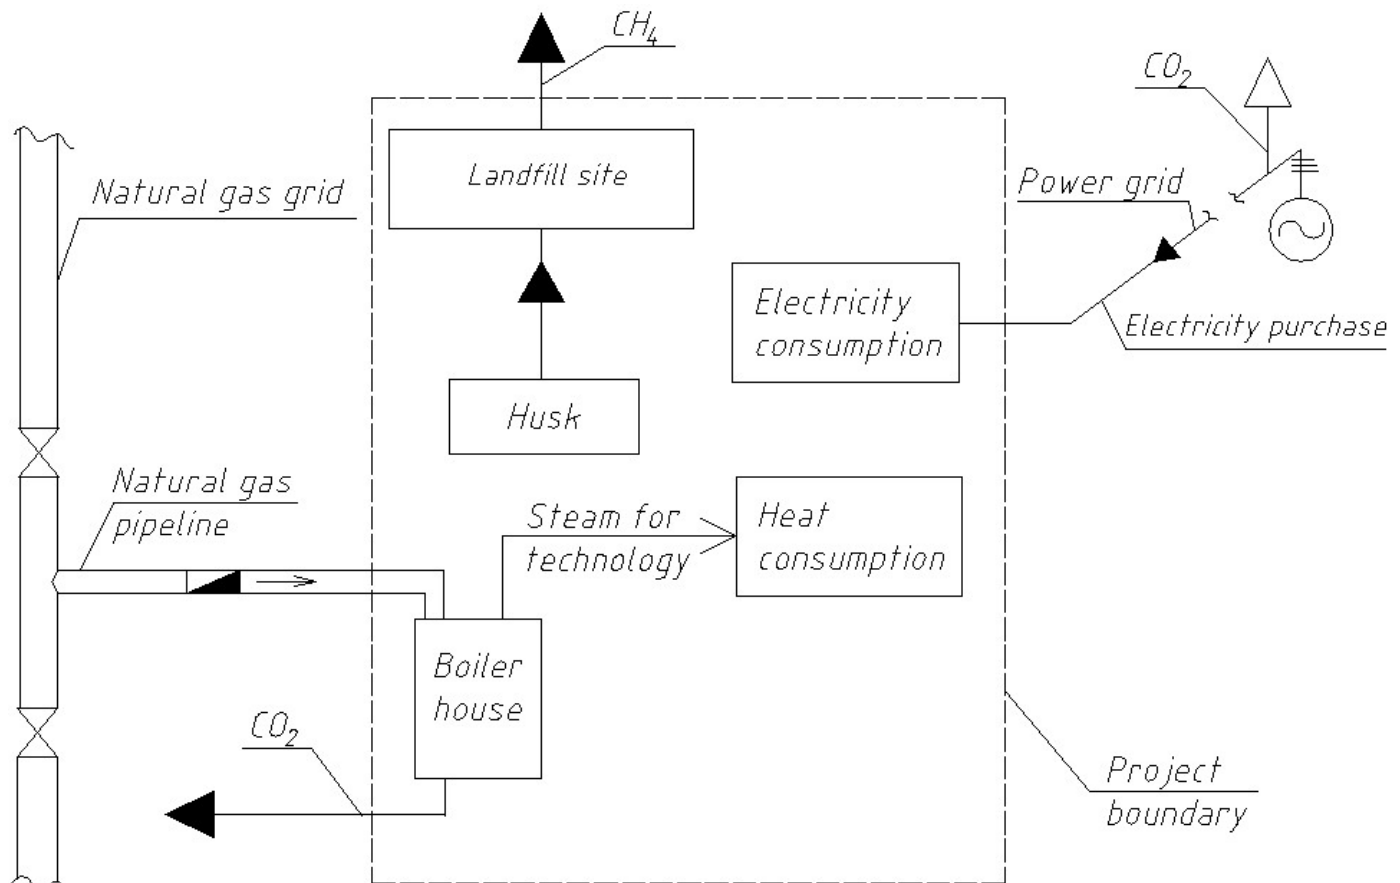 CH₄
CO₂
Landfill site
Natural gas grid
Power grid
Electricity
consumption
Electricity purchase
Husk
Natural gas
pipeline
Steam for
technology
Heat
consumption
Boiler
house
CO₂
Project
boundary